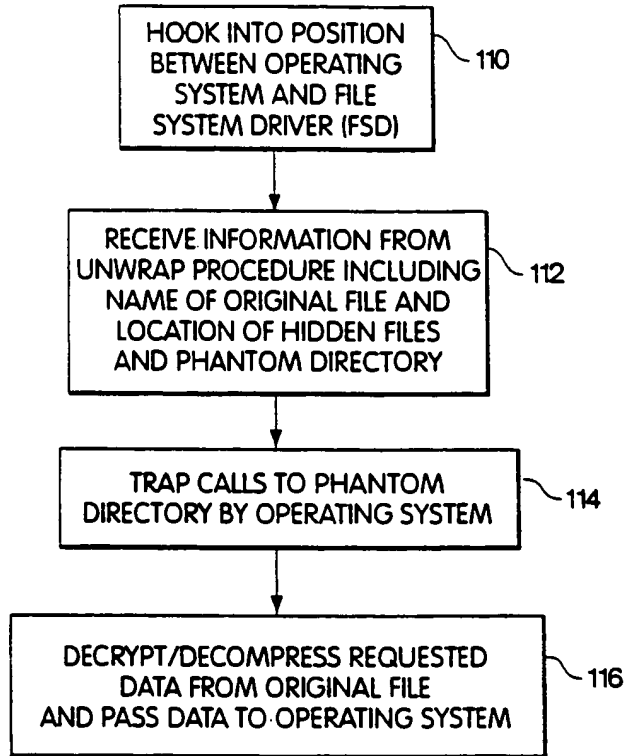 HOOK INTO POSITION
BETWEEN OPERATING
SYSTEM AND FILE
SYSTEM DRIVER (FSD)
110
RECEIVE INFORMATION FROM
UNWRAP PROCEDURE INCLUDING
NAME OF ORIGINAL FILE AND
LOCATION OF HIDDEN FILES
AND PHANTOM DIRECTORY
112
TRAP CALLS TO PHANTOM
DIRECTORY BY OPERATING SYSTEM
114
DECRYPT/DECOMPRESS REQUESTED
DATA FROM ORIGINAL FILE
AND PASS DATA TO OPERATING SYSTEM
116